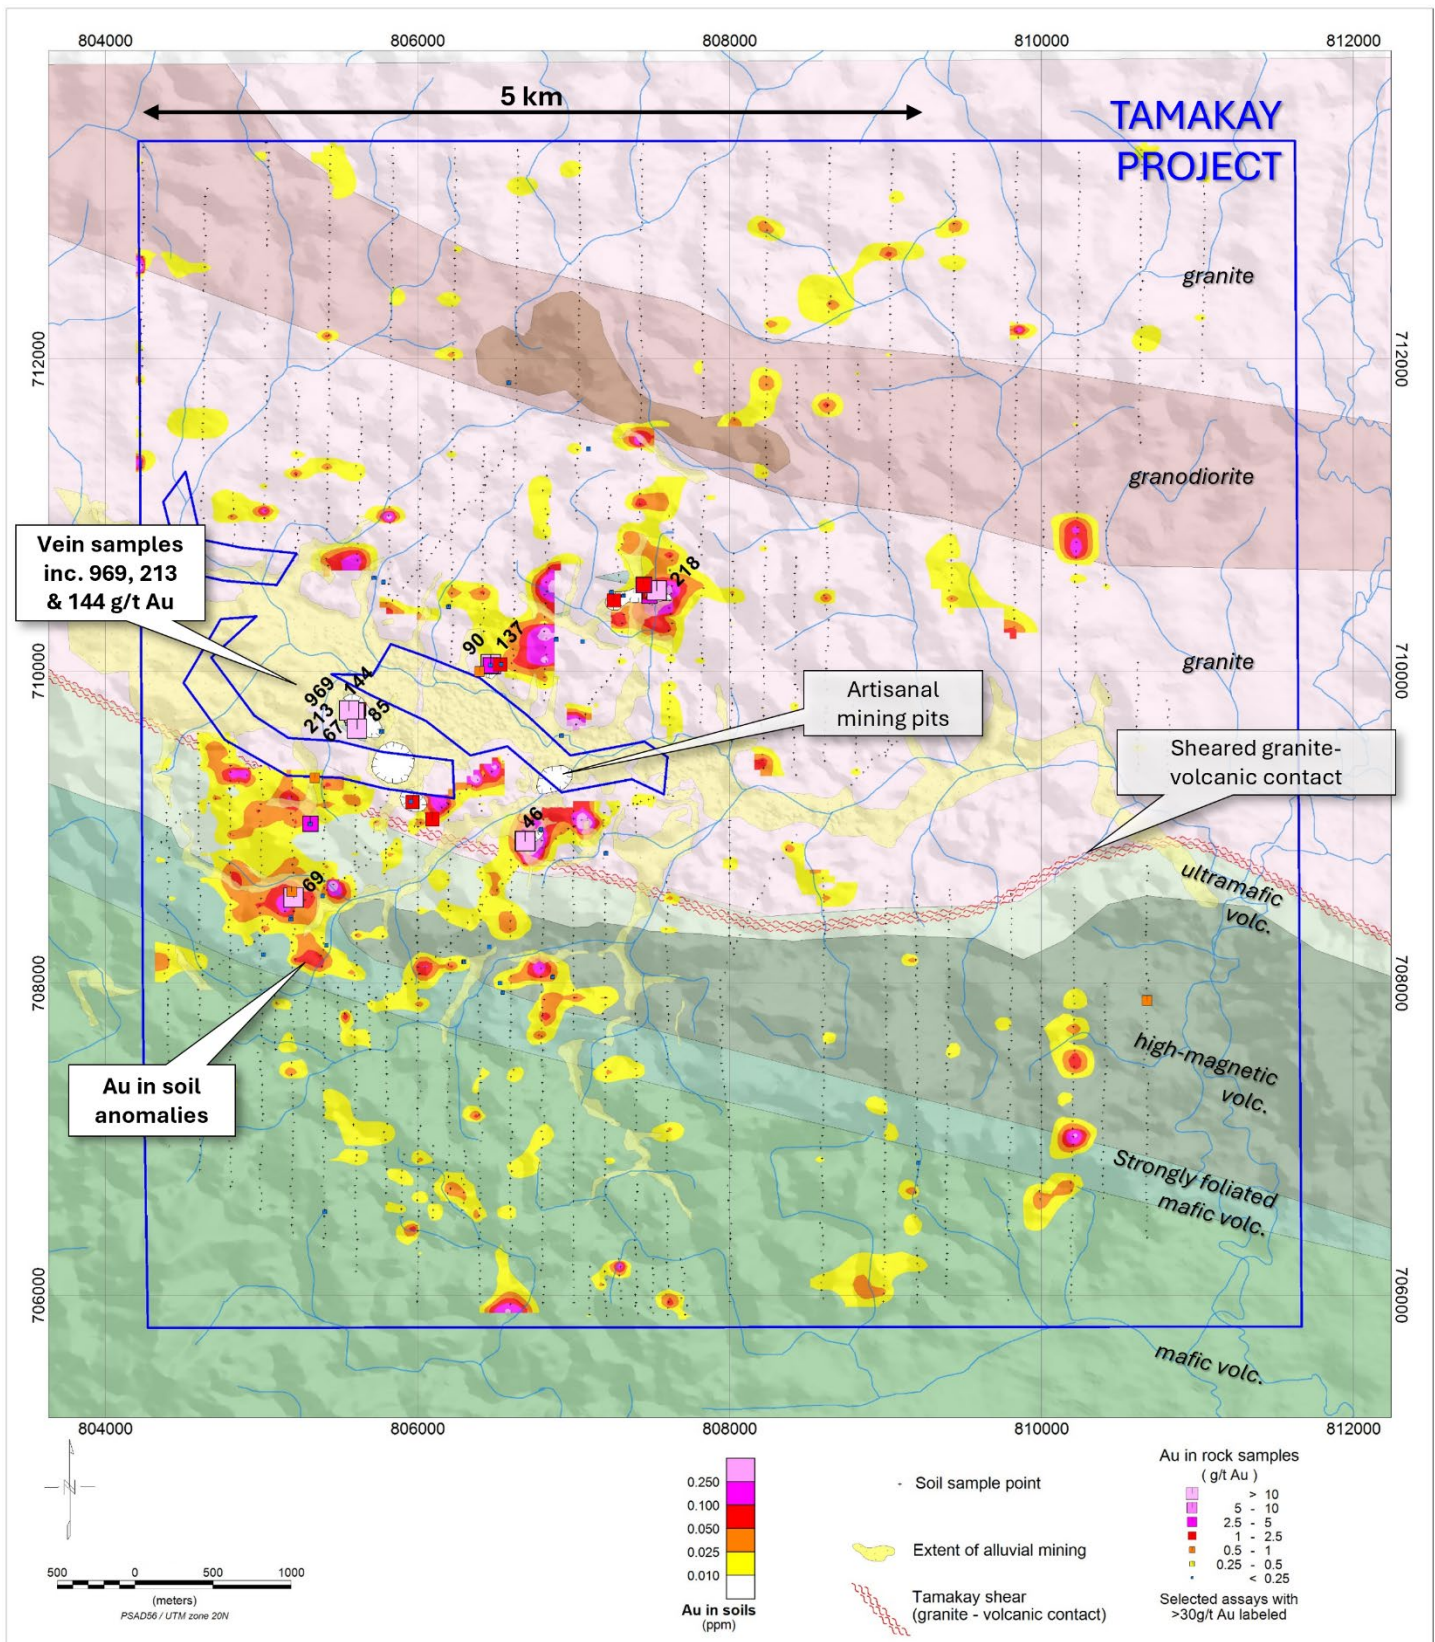 804000
806000
808000
810000
812000
5 km
TAMAKAY
PROJECT
granite
712000
712000
granodiorite
Vein samples
inc. 969, 213
& 144 g/t Au
218
90
137
granite
710000
710000
969
144
213
85
67
Artisanal
mining pits
Sheared granite-
volcanic contact
46
69
ultramafic
volc.
708000
708000
high-magnetic
volc.
Au in soil
anomalies
Strongly foliated
mafic volc.
706000
706000
mafic volc.
804000
806000
808000
810000
812000
N
500
0
500
1000
(meters)
PSAD56 / UTM zone 20N
0.250
0.100
0.050
0.025
0.010
Au in soils
(ppm)
Soil sample point
Extent of alluvial mining
Tamakay shear
(granite - volcanic contact)
Au in rock samples
( g/t Au )
> 10
5 - 10
2.5 - 5
1 - 2.5
0.5 - 1
0.25 - 0.5
< 0.25
Selected assays with
>30g/t Au labeled